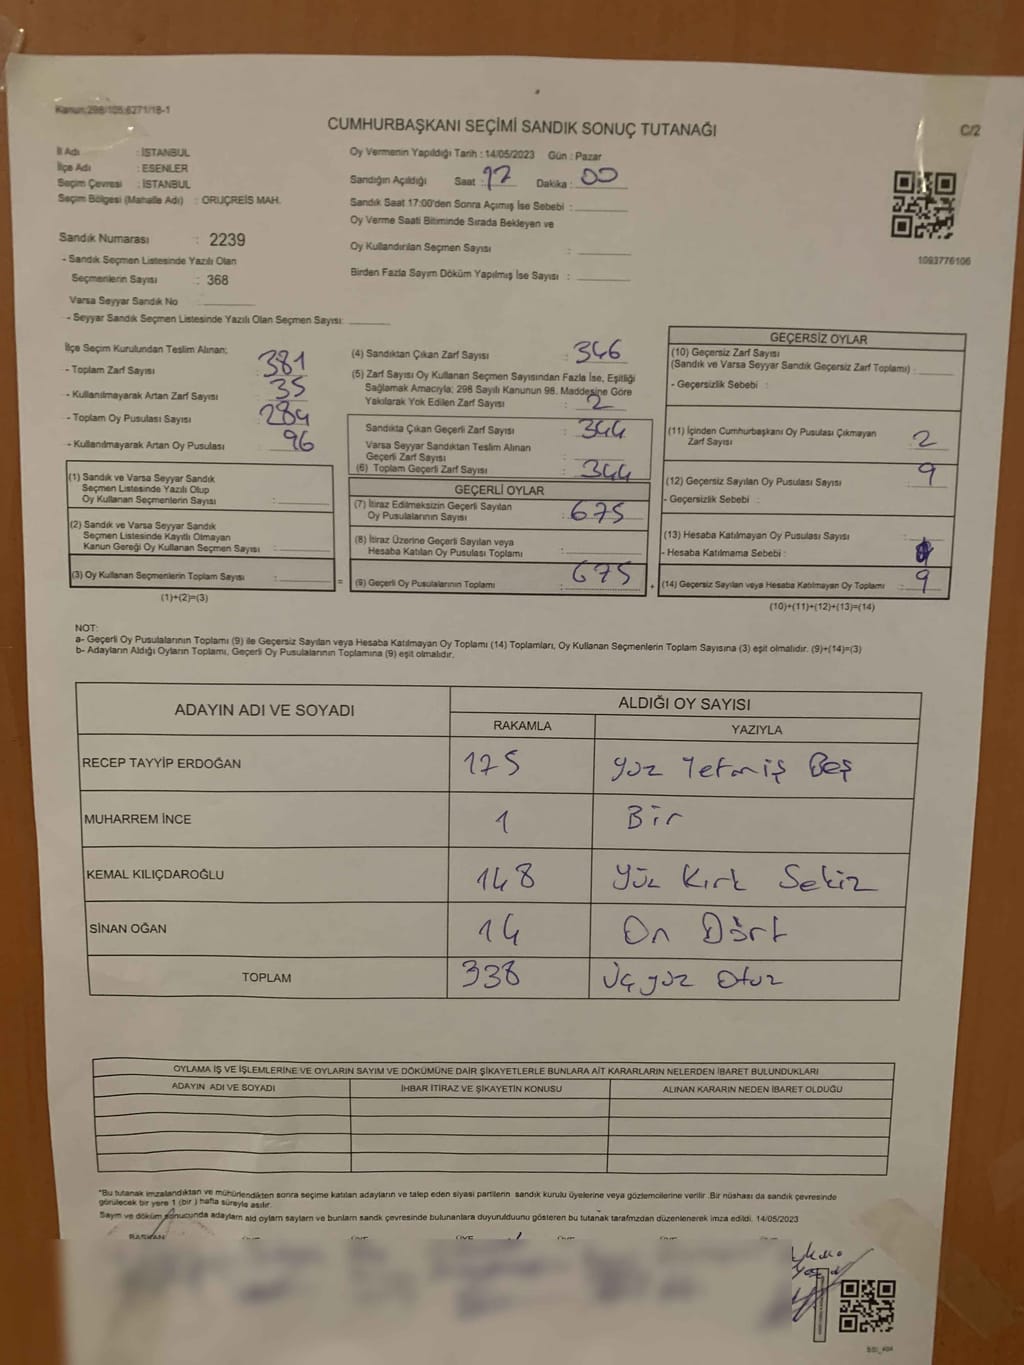 Kanun:298/105;6271/18-1
CUMHURBAŞKANI SEÇİMİ SANDIK SONUÇ TUTANAĞI
C/2
İl Adı : İSTANBUL
İlçe Adı : ESENLER
Seçim Çevresi : İSTANBUL
Seçim Bölgesi (Mahalle Adı) : ORUÇREİS MAH.
Sandık Numarası : 2239
- Sandık Seçmen Listesinde Yazılı Olan
Seçmenlerin Sayısı : 368
Varsa Seyyar Sandık No :
- Seyyar Sandık Seçmen Listesinde Yazılı Olan Seçmen Sayısı:
Oy Vermenin Yapıldığı Tarih : 14/05/2023 Gün : Pazar
Sandığın Açıldığı Saat : 17 Dakika : 00
Sandık Saat 17:00'den Sonra Açımış İse Sebebi :
Oy Verme Saati Bitiminde Sırada Bekleyen ve
Oy Kullandırılan Seçmen Sayısı :
Birden Fazla Sayım Döküm Yapılmış İse Sayısı :
1093776106
İlçe Seçim Kurulundan Teslim Alınan;
- Toplam Zarf Sayısı : 381
- Kullanılmayarak Artan Zarf Sayısı : 35
- Toplam Oy Pusulası Sayısı : 284
- Kullanılmayarak Artan Oy Pusulası : 96
(1) Sandık ve Varsa Seyyar Sandık
Seçmen Listesinde Yazılı Olup
Oy Kullanan Seçmenlerin Sayısı :
(2) Sandık ve Varsa Seyyar Sandık
Seçmen Listesinde Kayıtlı Olmayan
Kanun Gereği Oy Kullanan Seçmen Sayısı :
(3) Oy Kullanan Seçmenlerin Toplam Sayısı : =
(1)+(2)=(3)
(4) Sandıktan Çıkan Zarf Sayısı : 346
(5) Zarf Sayısı Oy Kullanan Seçmen Sayısından Fazla İse, Eşitliği
Sağlamak Amacıyla; 298 Sayılı Kanunun 98. Maddesine Göre
Yakılarak Yok Edilen Zarf Sayısı : 2
Sandıkta Çıkan Geçerli Zarf Sayısı : 344
Varsa Seyyar Sandıktan Teslim Alınan
Geçerli Zarf Sayısı :
(6) Toplam Geçerli Zarf Sayısı : 344
GEÇERLİ OYLAR
(7) İtiraz Edilmeksizin Geçerli Sayılan
Oy Pusulalarının Sayısı : 675
(8) İtiraz Üzerine Geçerli Sayılan veya
Hesaba Katılan Oy Pusulası Toplamı :
(9) Geçerli Oy Pusulalarının Toplamı : 675 +
GEÇERSİZ OYLAR
(10) Geçersiz Zarf Sayısı
(Sandık ve Varsa Seyyar Sandık Geçersiz Zarf Toplamı) :
- Geçersizlik Sebebi :
(11) İçinden Cumhurbaşkanı Oy Pusulası Çıkmayan
Zarf Sayısı : 2
(12) Geçersiz Sayılan Oy Pusulası Sayısı : 9
- Geçersizlik Sebebi :
(13) Hesaba Katılmayan Oy Pusulası Sayısı :
- Hesaba Katılmama Sebebi :
(14) Geçersiz Sayılan veya Hesaba Katılmayan Oy Toplamı : 9
(10)+(11)+(12)+(13)=(14)
NOT:
a- Geçerli Oy Pusulalarının Toplamı (9) ile Geçersiz Sayılan veya Hesaba Katılmayan Oy Toplamı (14) Toplamları, Oy Kullanan Seçmenlerin Toplam Sayısına (3) eşit olmalıdır. (9)+(14)=(3)
b- Adayların Aldığı Oyların Toplamı, Geçerli Oy Pusulalarının Toplamına (9) eşit olmalıdır.
ADAYIN ADI VE SOYADI ALDIĞI OY SAYISI
RAKAMLA YAZIYLA
RECEP TAYYİP ERDOĞAN 175 Yüz Yetmiş Beş
MUHARREM İNCE 1 Bir
KEMAL KILIÇDAROĞLU 148 Yüz Kırk Sekiz
SİNAN OĞAN 14 On Dört
TOPLAM 338 Üçyüz Otuz
OYLAMA İŞ VE İŞLEMLERİNE VE OYLARIN SAYIM VE DÖKÜMÜNE DAİR ŞİKAYETLERLE BUNLARA AİT KARARLARIN NELERDEN İBARET BULUNDUKLARI
ADAYIN ADI VE SOYADI İHBAR İTİRAZ VE ŞİKAYETİN KONUSU ALINAN KARARIN NEDEN İBARET OLDUĞU
*Bu tutanak imzalandıktan ve mühürlendikten sonra seçime katılan adayların ve talep eden siyasi partilerin sandık kurulu üyelerine veya gözlemcilerine verilir .Bir nüshası da sandık çevresinde
görülecek bir yere 1 (bir ) hafta süreyle asılır.
Sayım ve döküm sonucunda adayların aldı oyların sayları ve bunların sandk çevresinde bulunanlara duyurulduunu gösteren bu tutanak tarafımzdan düzenlenerek imza edildi. 14/05/2023
BAŞKAN ÜYE ÜYE ÜYE ÜYE ÜYE